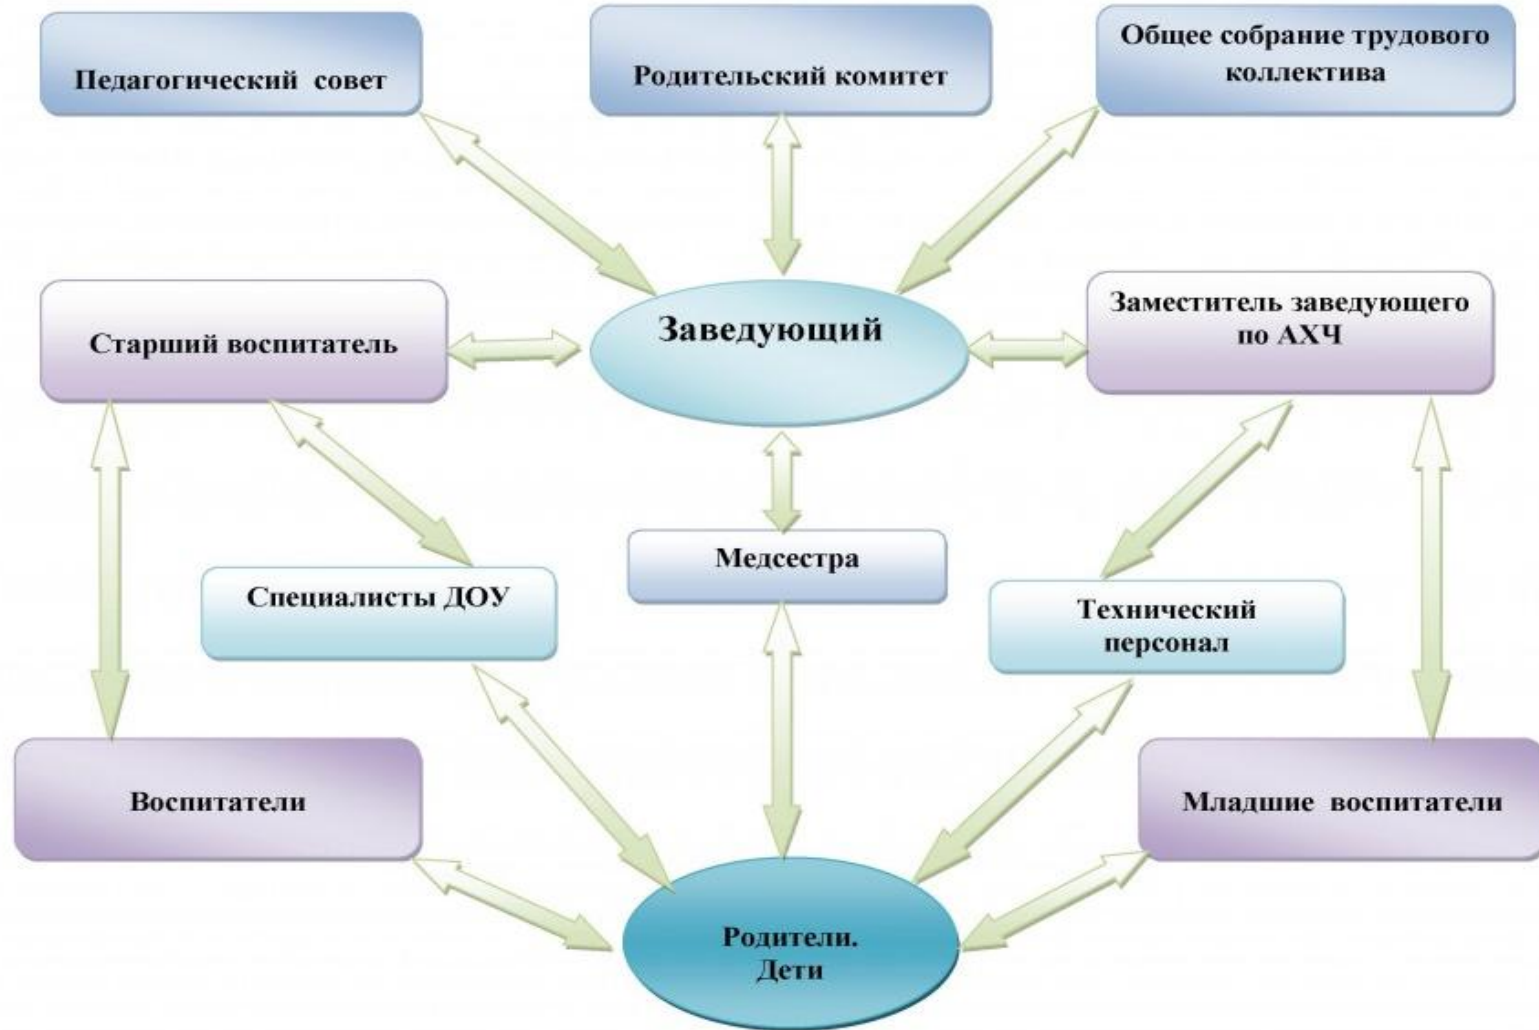 Педагогический совет
Родительский комитет
Общее собрание трудового
коллектива
Старший воспитатель
Заведующий
Заместитель заведующего
по АХЧ
Специалисты ДОУ
Медсестра
Технический
персонал
Воспитатели
Младшие воспитатели
Родители.
Дети